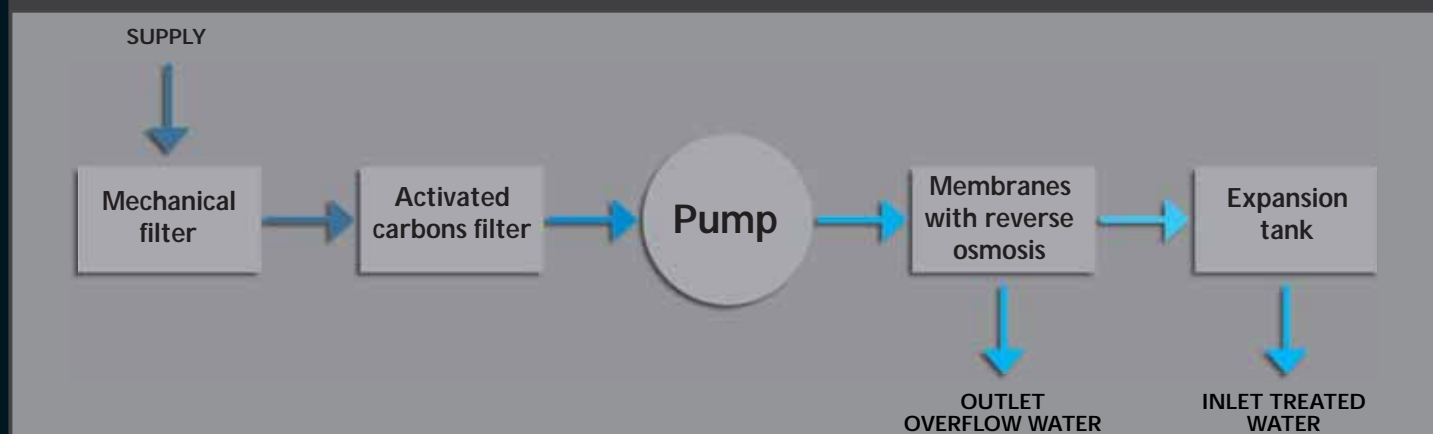 SUPPLY
Mechanical
filter
Activated
carbons filter
Pump
Membranes
with reverse
osmosis
Expansion
tank
OUTLET
OVERFLOW WATER
INLET TREATED
WATER